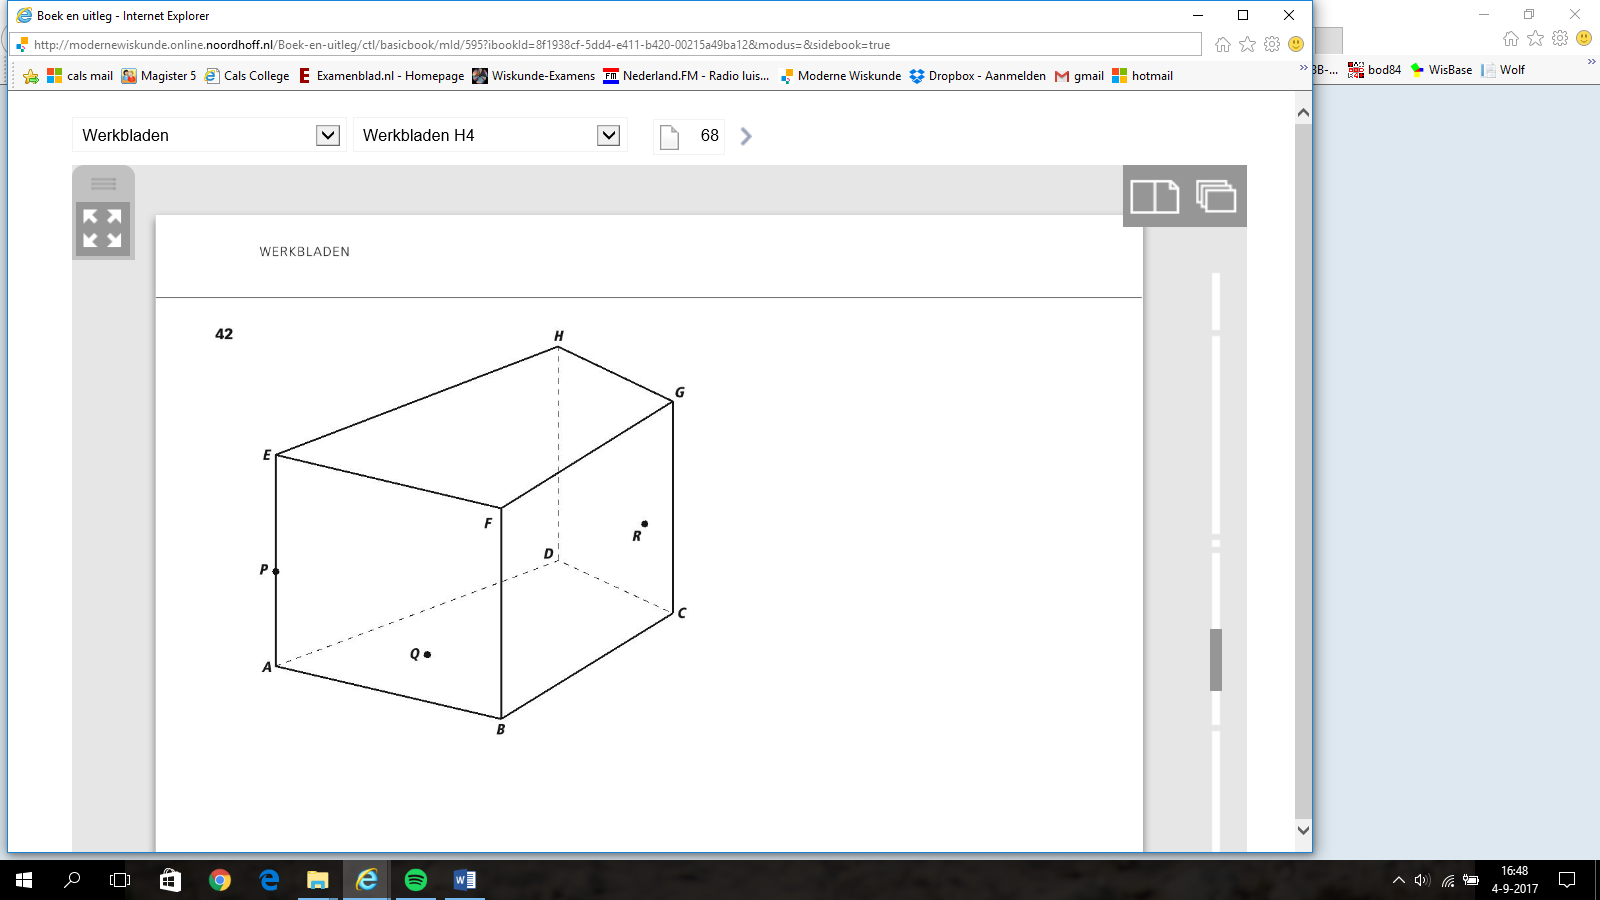 Boek en uitleg - Internet Explorer
http://modernewiskunde.online.noordhoff.nl/Boek-en-uitleg/ctl/basicbook/mId/595?ibookId=8f1938cf-5dd4-e411-b420-00215a49ba12&modus=&sidebook=true
cals mail Magister 5 Cals College Examenblad.nl - Homepage Wiskunde-Examens Nederland.FM - Radio luis... Moderne Wiskunde Dropbox - Aanmelden gmail hotmail »
3B-... bod84 WisBase Wolf »
Werkbladen Werkbladen H4 68
WERKBLADEN
42
H
G
E
F
R
D
P
C
Q
A
B
16:48
4-9-2017